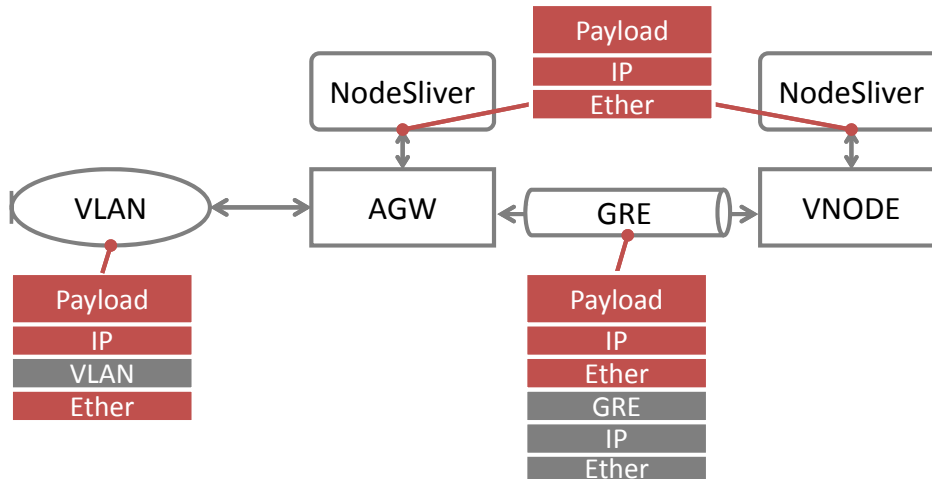 Payload
IP
Ether
NodeSliver
NodeSliver
VLAN
AGW
GRE
VNODE
Payload
IP
VLAN
Ether
Payload
IP
Ether
GRE
IP
Ether